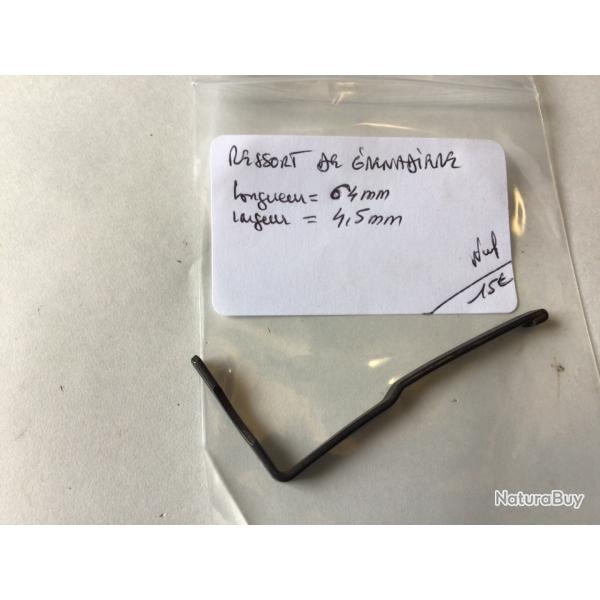 RESSORT DE GRENADIERE
Longueur = 64mm
largeur = 4,5mm
Neuf
15€
NaturaBuy